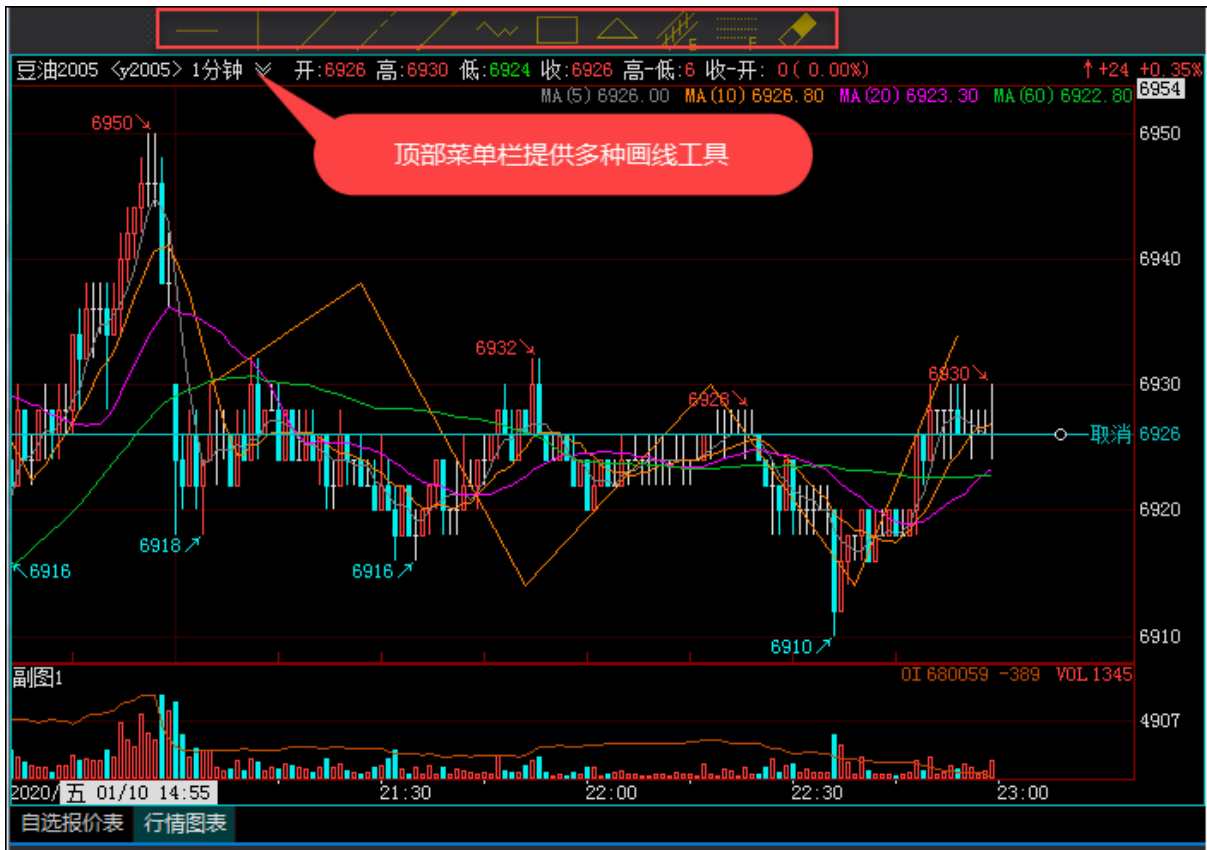 E F
豆油2005 <y2005> 1分钟 开:6926 高:6930 低:6924 收:6926 高-低:6 收-开: 0( 0.00%) ↑+24 +0.35%
MA(5) 6926.00 MA(10) 6926.80 MA(20) 6923.30 MA(60) 6922.80 6954
6950↘ 6950
顶部菜单栏提供多种画线工具
6940
6932↘
6930↘ 6930
6928↘
取消 6926
6920
6918↗
↖6916 6916↗
6910↗ 6910
副图1 OI 680059 -389 VOL 1345
4907
2020/ 五 01/10 14:55 21:30 22:00 22:30 23:00
自选报价表 行情图表